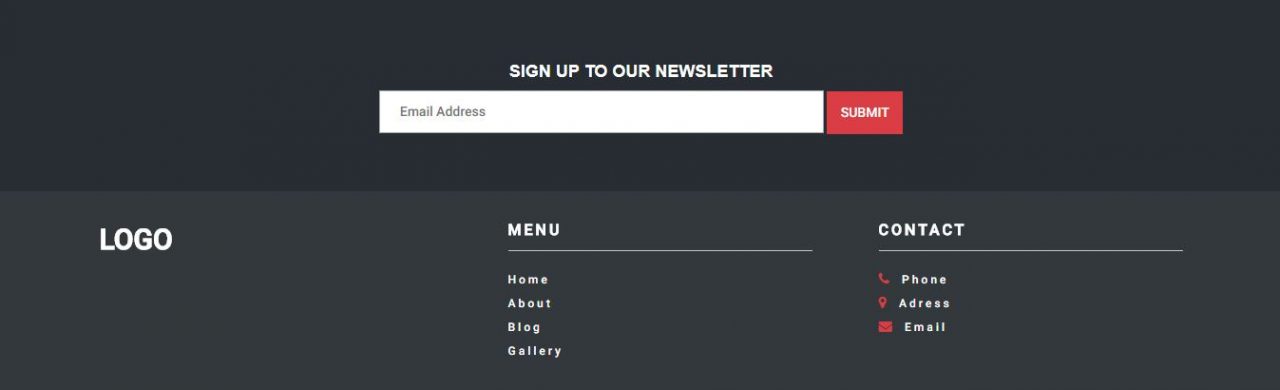 SIGN UP TO OUR NEWSLETTER
Email Address
SUBMIT
LOGO
MENU
Home
About
Blog
Gallery
CONTACT
Phone
Adress
Email